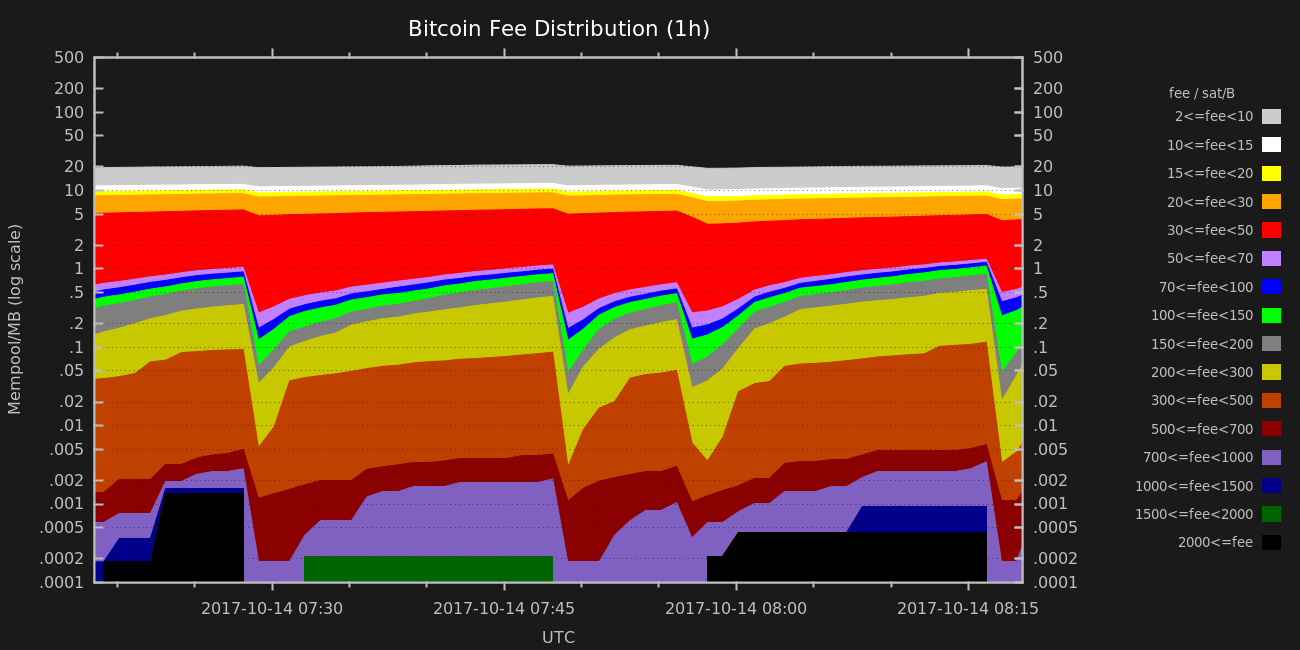 Bitcoin Fee Distribution (1h)
Mempool/MB (log scale)
500
200
100
50
20
10
5
2
1
.5
.2
.1
.05
.02
.01
.005
.002
.001
.0005
.0002
.0001
500
200
100
50
20
10
5
2
1
.5
.2
.1
.05
.02
.01
.005
.002
.001
.0005
.0002
.0001
2017-10-14 07:30
2017-10-14 07:45
2017-10-14 08:00
2017-10-14 08:15
UTC
fee / sat/B
2<=fee<10
10<=fee<15
15<=fee<20
20<=fee<30
30<=fee<50
50<=fee<70
70<=fee<100
100<=fee<150
150<=fee<200
200<=fee<300
300<=fee<500
500<=fee<700
700<=fee<1000
1000<=fee<1500
1500<=fee<2000
2000<=fee